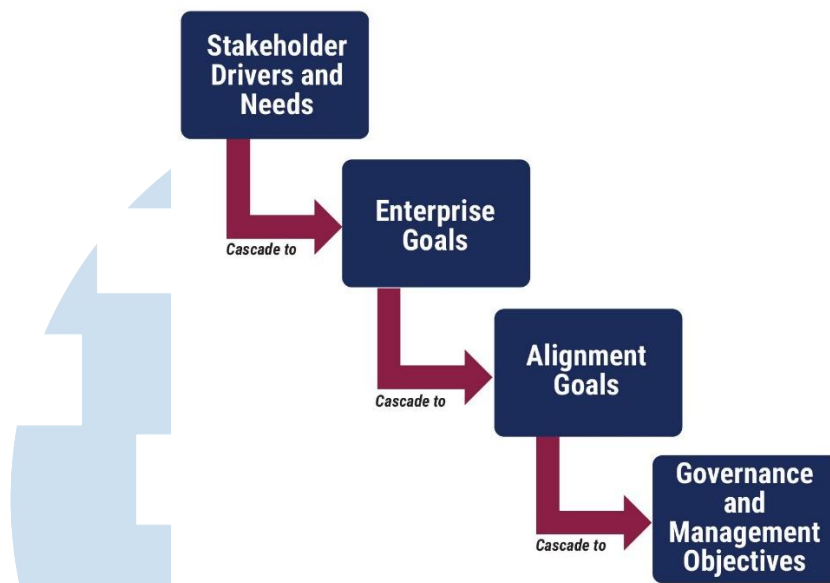 Stakeholder
Drivers and
Needs
Cascade to
Enterprise
Goals
Cascade to
Alignment
Goals
Cascade to
Governance
and
Management
Objectives